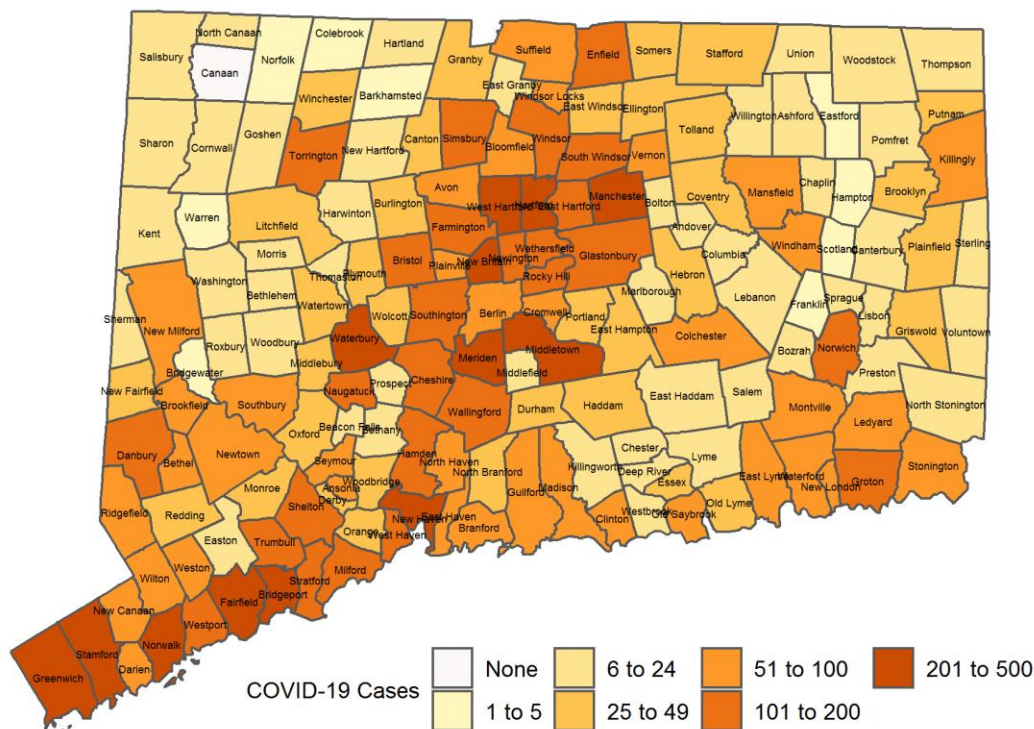 North Canaan
Colebrook
Hartland
Suffield
Enfield
Somers
Stafford
Union
Salisbury
Canaan
Norfolk
Granby
Woodstock
Thompson
East Granby
Windsor Locks
Winchester
Barkhamsted
East Windsor
Ellington
Willington
Ashford
Eastford
Putnam
Sharon
Cornwall
Goshen
Torrington
New Hartford
Canton
Simsbury
Bloomfield
Windsor
South Windsor
Vernon
Tolland
Pomfret
Killingly
Avon
Mansfield
Chaplin
Hampton
Brooklyn
Kent
Warren
Litchfield
Harwinton
Burlington
West Hartford
Hartford
East Hartford
Manchester
Bolton
Coventry
Farmington
Andover
Morris
Bristol
Plainville
New Britain
Newington
Wethersfield
Glastonbury
Columbia
Windham
Scotland
Canterbury
Plainfield
Sterling
Washington
Bethlehem
Thomaston
Plymouth
Rocky Hill
Hebron
Marlborough
Lebanon
Franklin
Sprague
Lisbon
Sherman
New Milford
Watertown
Wolcott
Southington
Berlin
Cromwell
Portland
East Hampton
Colchester
Griswold
Voluntown
Roxbury
Woodbury
Waterbury
Bozrah
Norwich
Bridgewater
Middlebury
Meriden
Middletown
Middlefield
Preston
New Fairfield
Brookfield
Southbury
Naugatuck
Prospect
Cheshire
Durham
Haddam
East Haddam
Salem
Montville
North Stonington
Danbury
Bethel
Newtown
Oxford
Beacon Falls
Bethany
Wallingford
Ledyard
Seymour
Hamden
North Haven
North Branford
Guilford
Madison
Killingworth
Chester
Deep River
Essex
Lyme
East Lyme
Waterford
New London
Groton
Stonington
Ridgefield
Redding
Monroe
Ansonia
Derby
Woodbridge
Shelton
Clinton
Westbrook
Old Saybrook
Old Lyme
Easton
Trumbull
Orange
New Haven
West Haven
East Haven
Branford
Wilton
Weston
Stratford
Milford
New Canaan
Fairfield
Bridgeport
Westport
Norwalk
Darien
Stamford
Greenwich
COVID-19 Cases
None
6 to 24
51 to 100
201 to 500
1 to 5
25 to 49
101 to 200